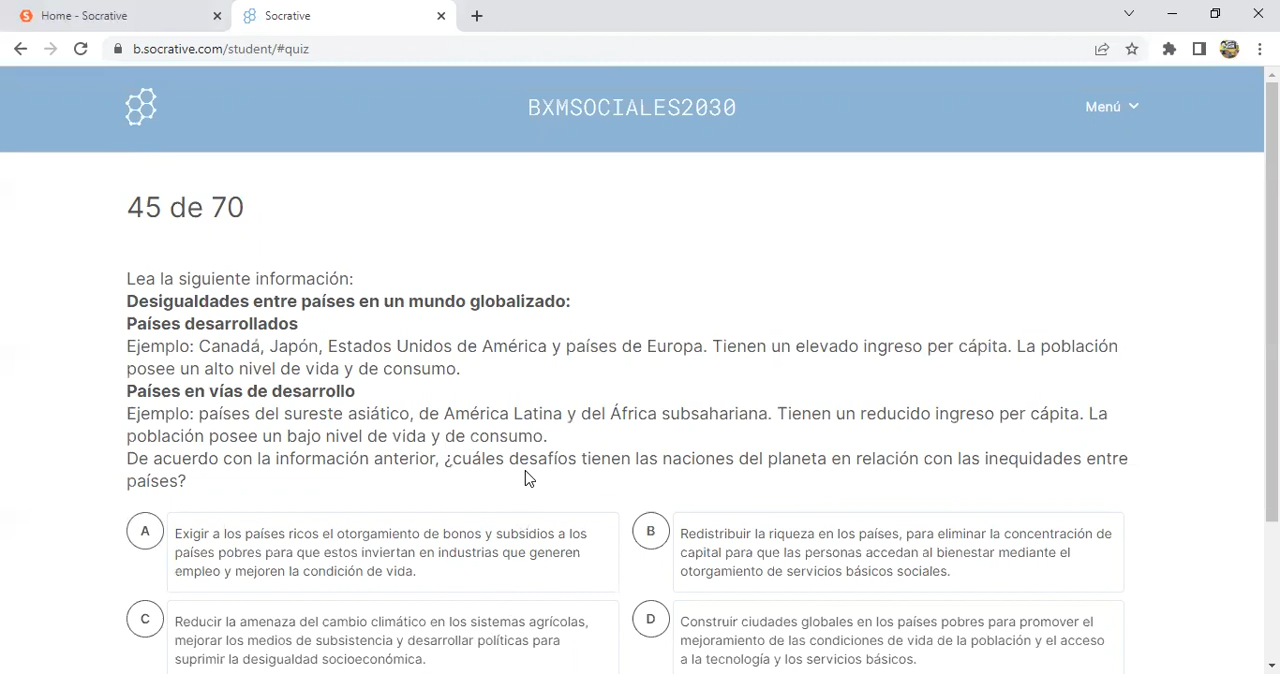 Home - Socrative
Socrative
b.socrative.com/student/#quiz
BXMSOCIALES2030
Menú
45 de 70
Lea la siguiente información:
Desigualdades entre países en un mundo globalizado:
Países desarrollados
Ejemplo: Canadá, Japón, Estados Unidos de América y países de Europa. Tienen un elevado ingreso per cápita. La población
posee un alto nivel de vida y de consumo.
Países en vías de desarrollo
Ejemplo: países del sureste asiático, de América Latina y del África subsahariana. Tienen un reducido ingreso per cápita. La
población posee un bajo nivel de vida y de consumo.
De acuerdo con la información anterior, ¿cuáles desafíos tienen las naciones del planeta en relación con las inequidades entre
países?
A
Exigir a los países ricos el otorgamiento de bonos y subsidios a los
países pobres para que estos inviertan en industrias que generen
empleo y mejoren la condición de vida.
B
Redistribuir la riqueza en los países, para eliminar la concentración de
capital para que las personas accedan al bienestar mediante el
otorgamiento de servicios básicos sociales.
C
Reducir la amenaza del cambio climático en los sistemas agrícolas,
mejorar los medios de subsistencia y desarrollar políticas para
suprimir la desigualdad socioeconómica.
D
Construir ciudades globales en los países pobres para promover el
mejoramiento de las condiciones de vida de la población y el acceso
a la tecnología y los servicios básicos.